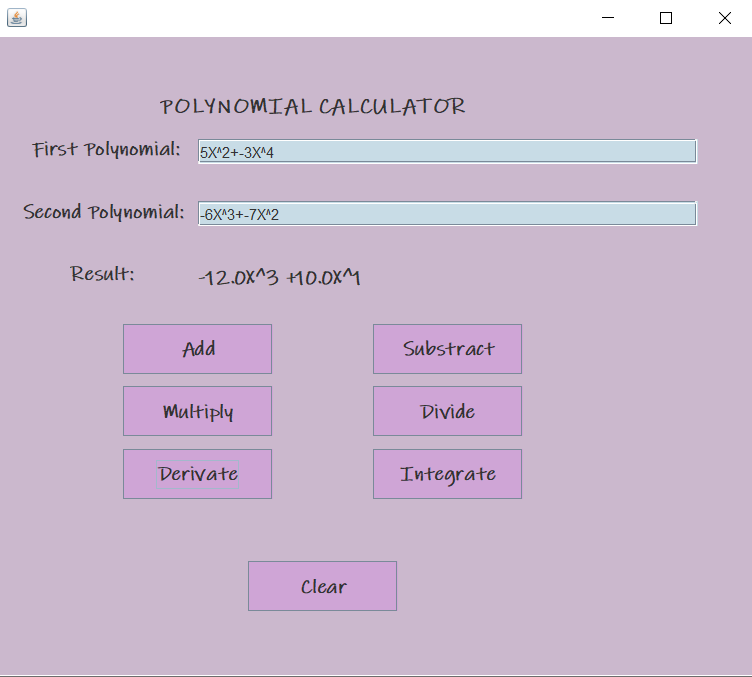 POLYNOMIAL CALCULATOR
First Polynomial: 5X^2+-3X^4
Second Polynomial: -6X^3+-7X^2
Result: -12.0X^3 +10.0X^1
Add Substract
Multiply Divide
Derivate Integrate
Clear